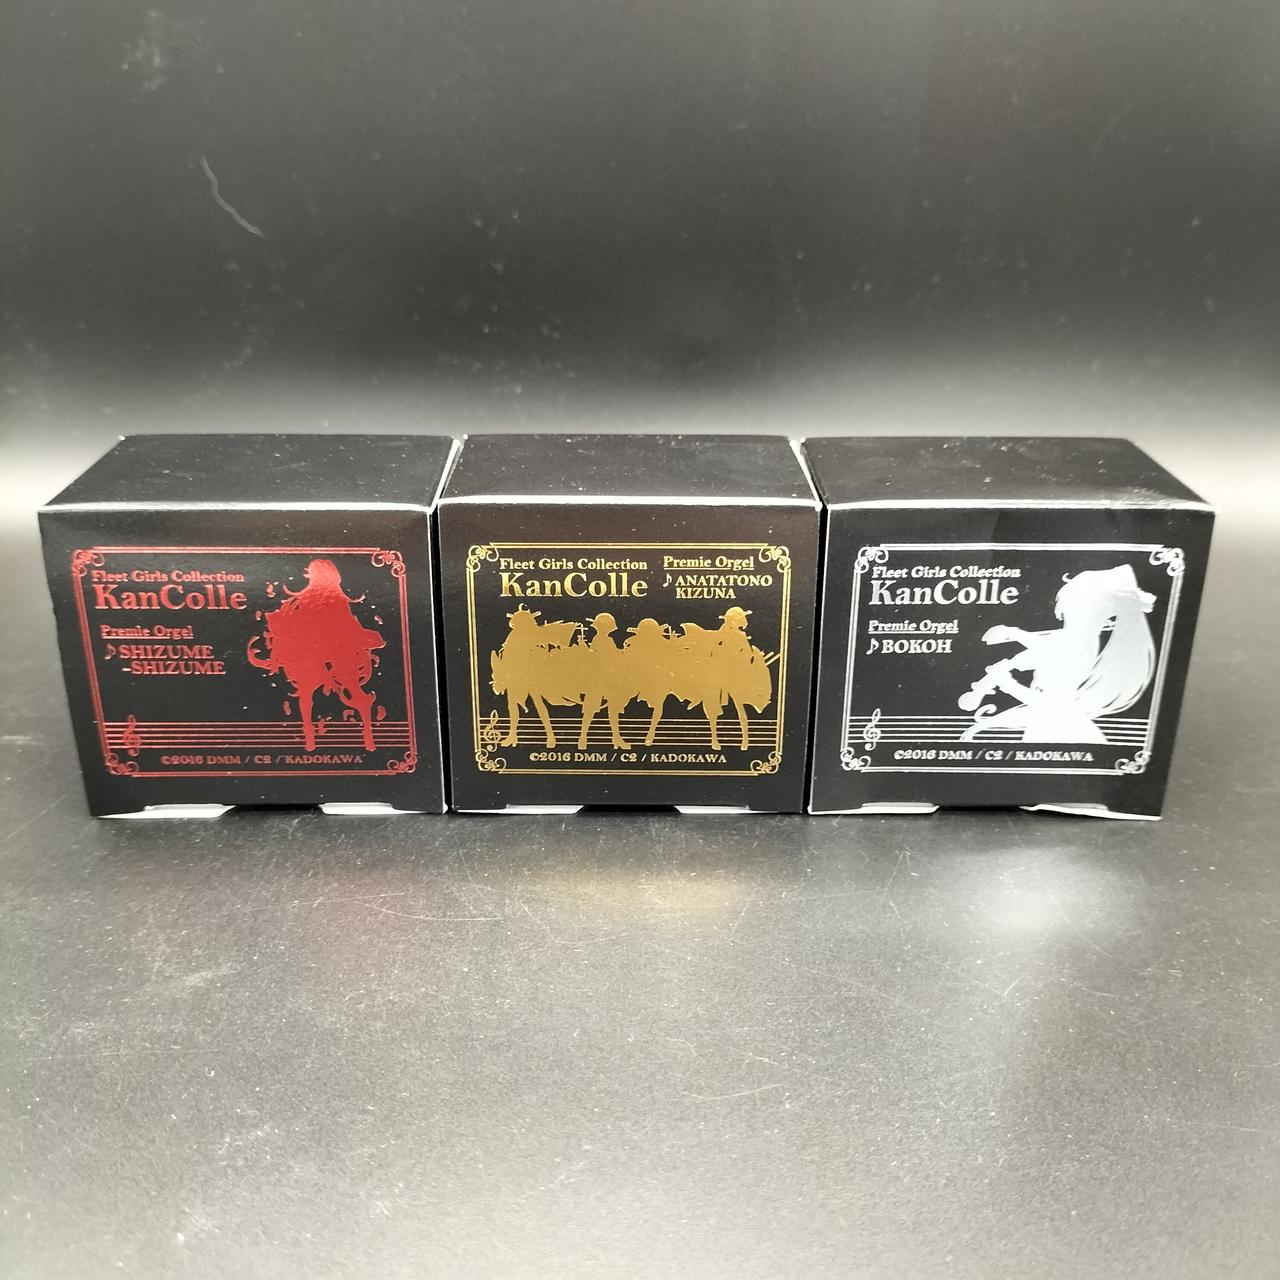 Fleet Girls Collection
KanColle
Premie Orgel
♪SHIZUME
-SHIZUME
©2016 DMM / C2 / KADOKAWA
Fleet Girls Collection
KanColle
Premie Orgel
♪ANATATONO
KIZUNA
©2016 DMM / C2 / KADOKAWA
Fleet Girls Collection
KanColle
Premie Orgel
♪BOKOH
©2016 DMM / C2 / KADOKAWA